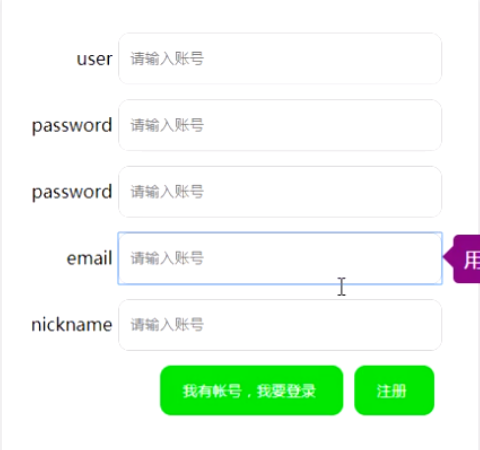 user 请输入账号
password 请输入账号
password 请输入账号
email 请输入账号
用
nickname 请输入账号
我有帐号，我要登录 注册